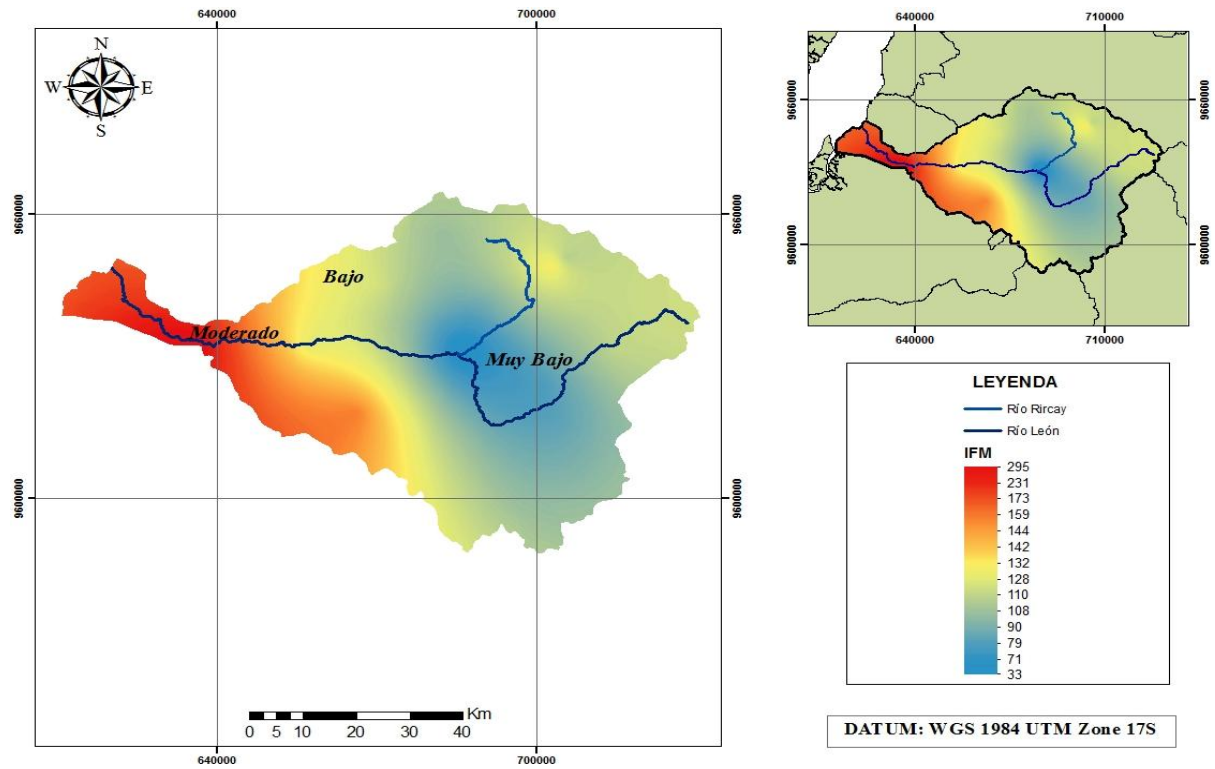 640000
700000
N
W
E
S
9660000
9660000
Bajo
Moderado
Muy Bajo
9600000
9600000
Km
0 5 10 20 30 40
640000
700000
640000
710000
9660000
9660000
9600000
9600000
640000
710000
LEYENDA
Río Rircay
Río León
IFM
295
231
173
159
144
142
132
128
110
108
90
79
71
33
DATUM: WGS 1984 UTM Zone 17S